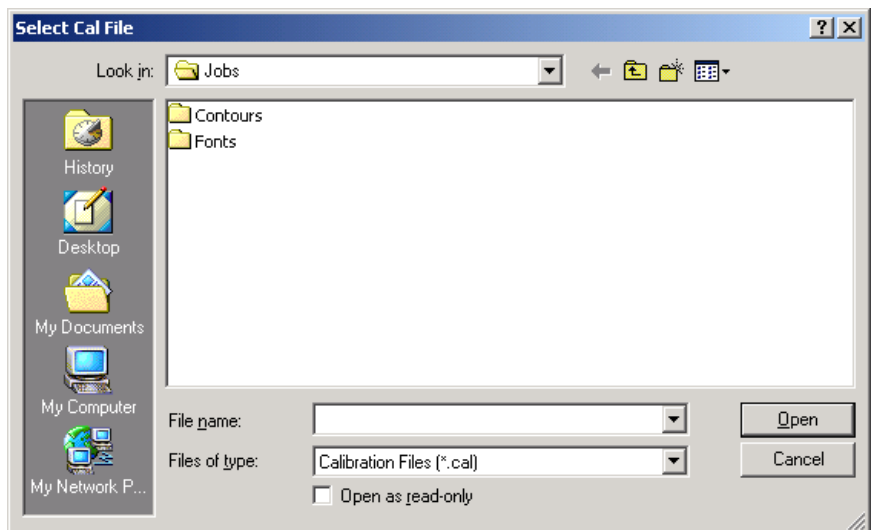 Select Cal File
Look in: Jobs
Contours
Fonts
History
Desktop
My Documents
My Computer
My Network P...
File name:
Open
Files of type: Calibration Files (*.cal)
Cancel
Open as read-only